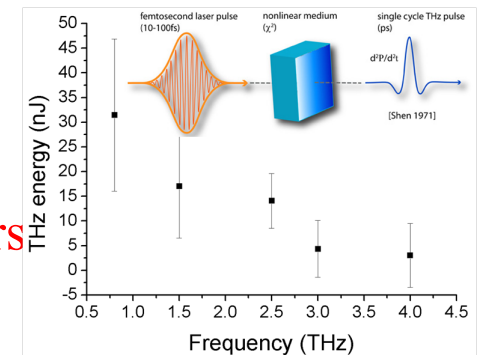 femtosecond laser pulse
(10-100fs)
nonlinear medium
(χ²)
single cycle THz pulse
(ps)
d²P/d²t
[Shen 1971]
rs
THz energy (nJ)
50
45
40
35
30
25
20
15
10
5
0
-5
0.5 1.0 1.5 2.0 2.5 3.0 3.5 4.0 4.5
Frequency (THz)